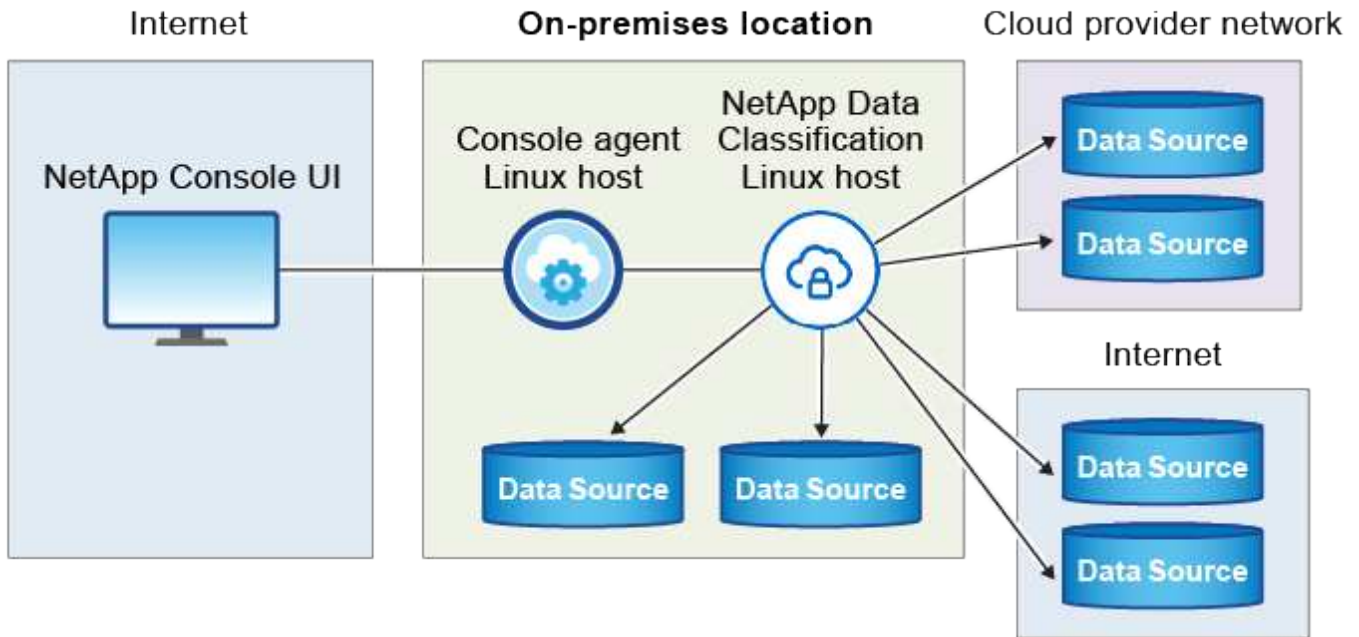 Internet
On-premises location
Cloud provider network
NetApp Console UI
Console agent
Linux host
NetApp Data
Classification
Linux host
Data Source
Data Source
Data Source
Data Source
Internet
Data Source
Data Source